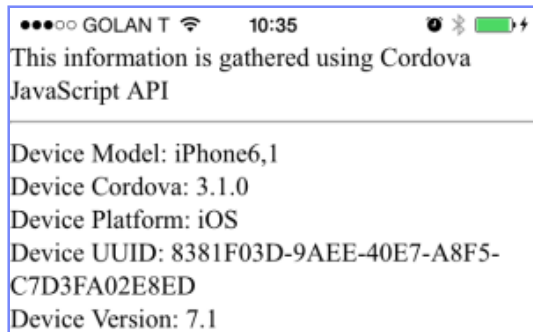 GOLAN T 10:35
This information is gathered using Cordova
JavaScript API
Device Model: iPhone6,1
Device Cordova: 3.1.0
Device Platform: iOS
Device UUID: 8381F03D-9AEE-40E7-A8F5-
C7D3FA02E8ED
Device Version: 7.1